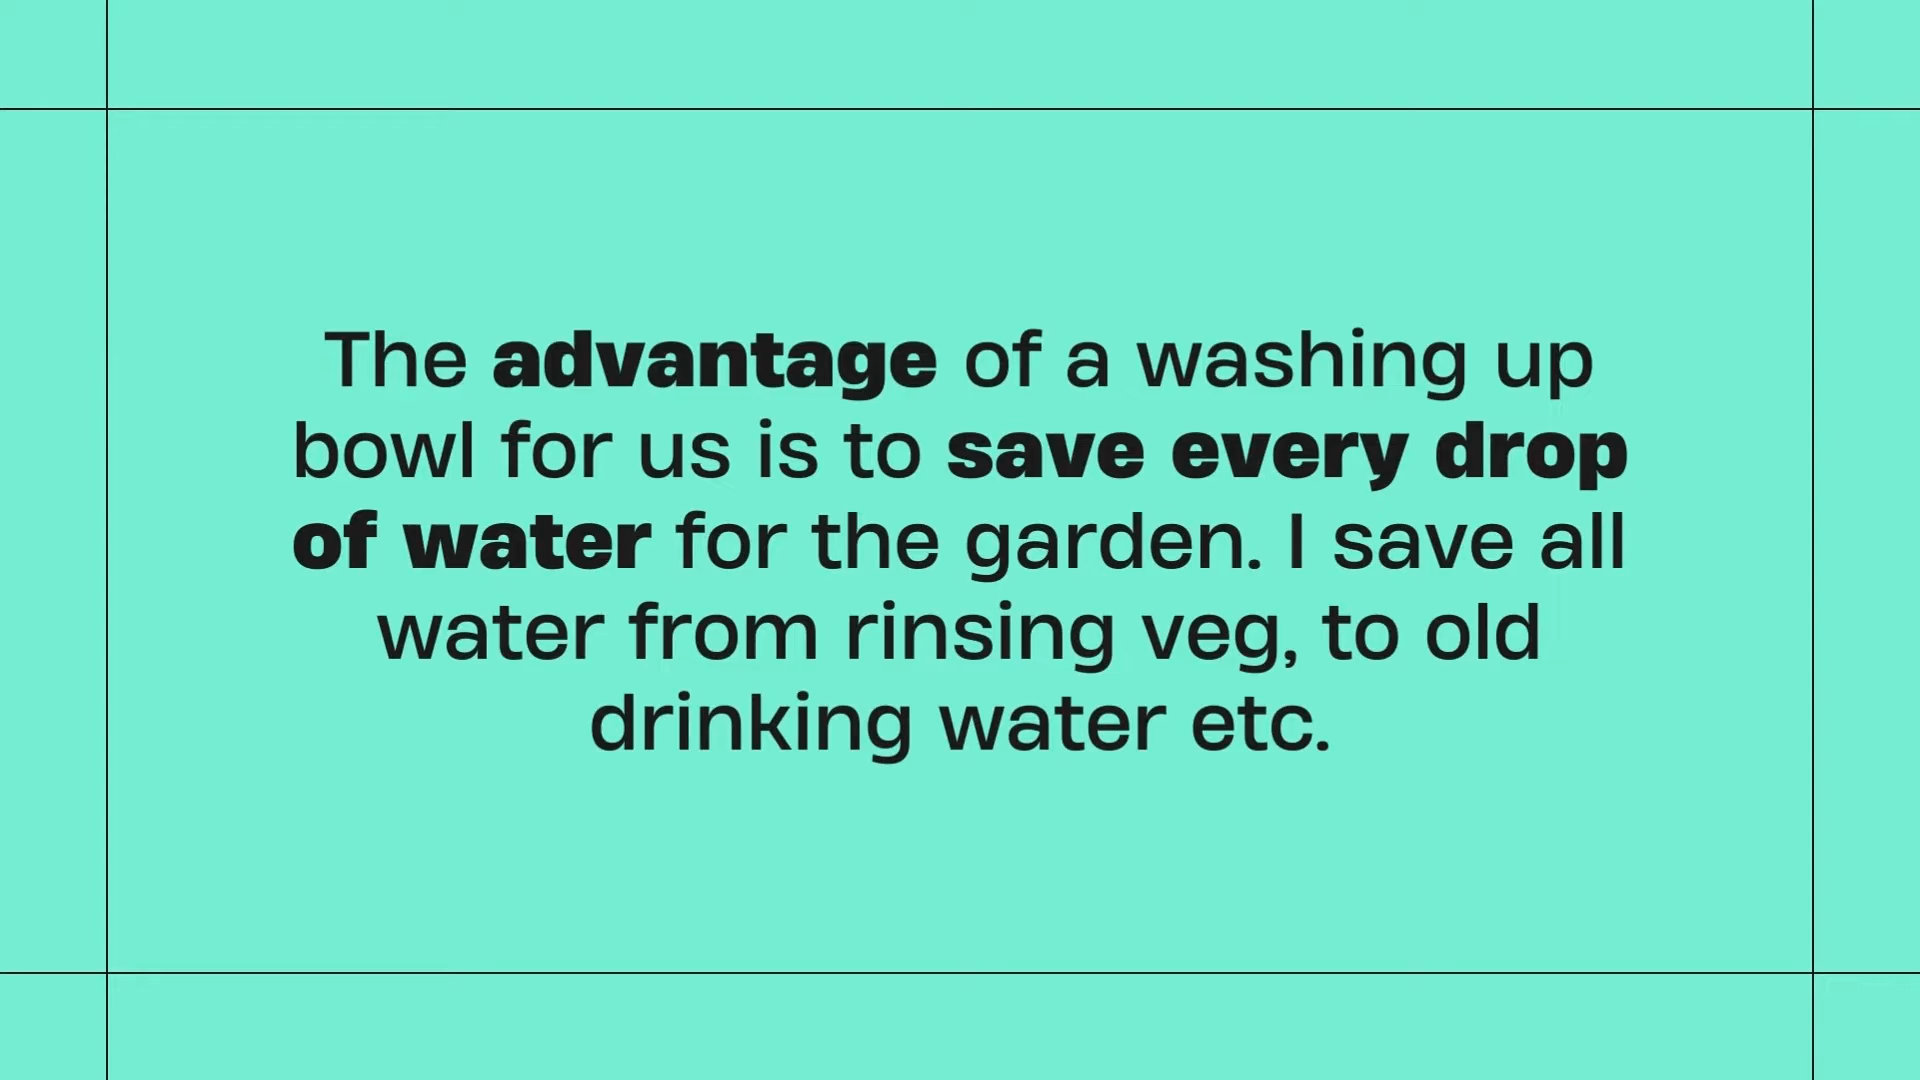 The advantage of a washing up
bowl for us is to save every drop
of water for the garden. I save all
water from rinsing veg, to old
drinking water etc.